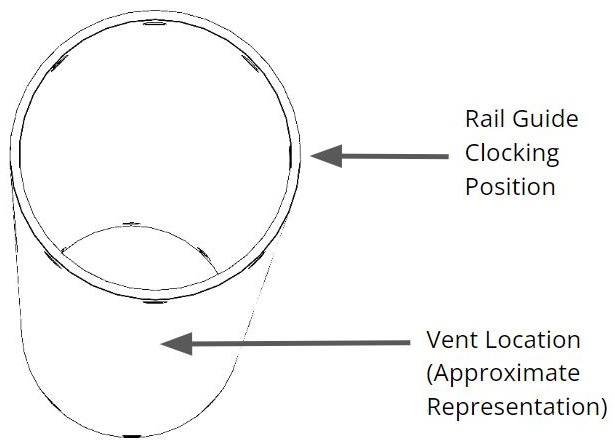 Rail Guide
Clocking
Position
Vent Location
(Approximate
Representation)